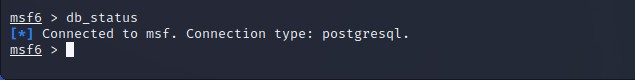 msf6 > db_status
[*] Connected to msf. Connection type: postgresql.
msf6 >